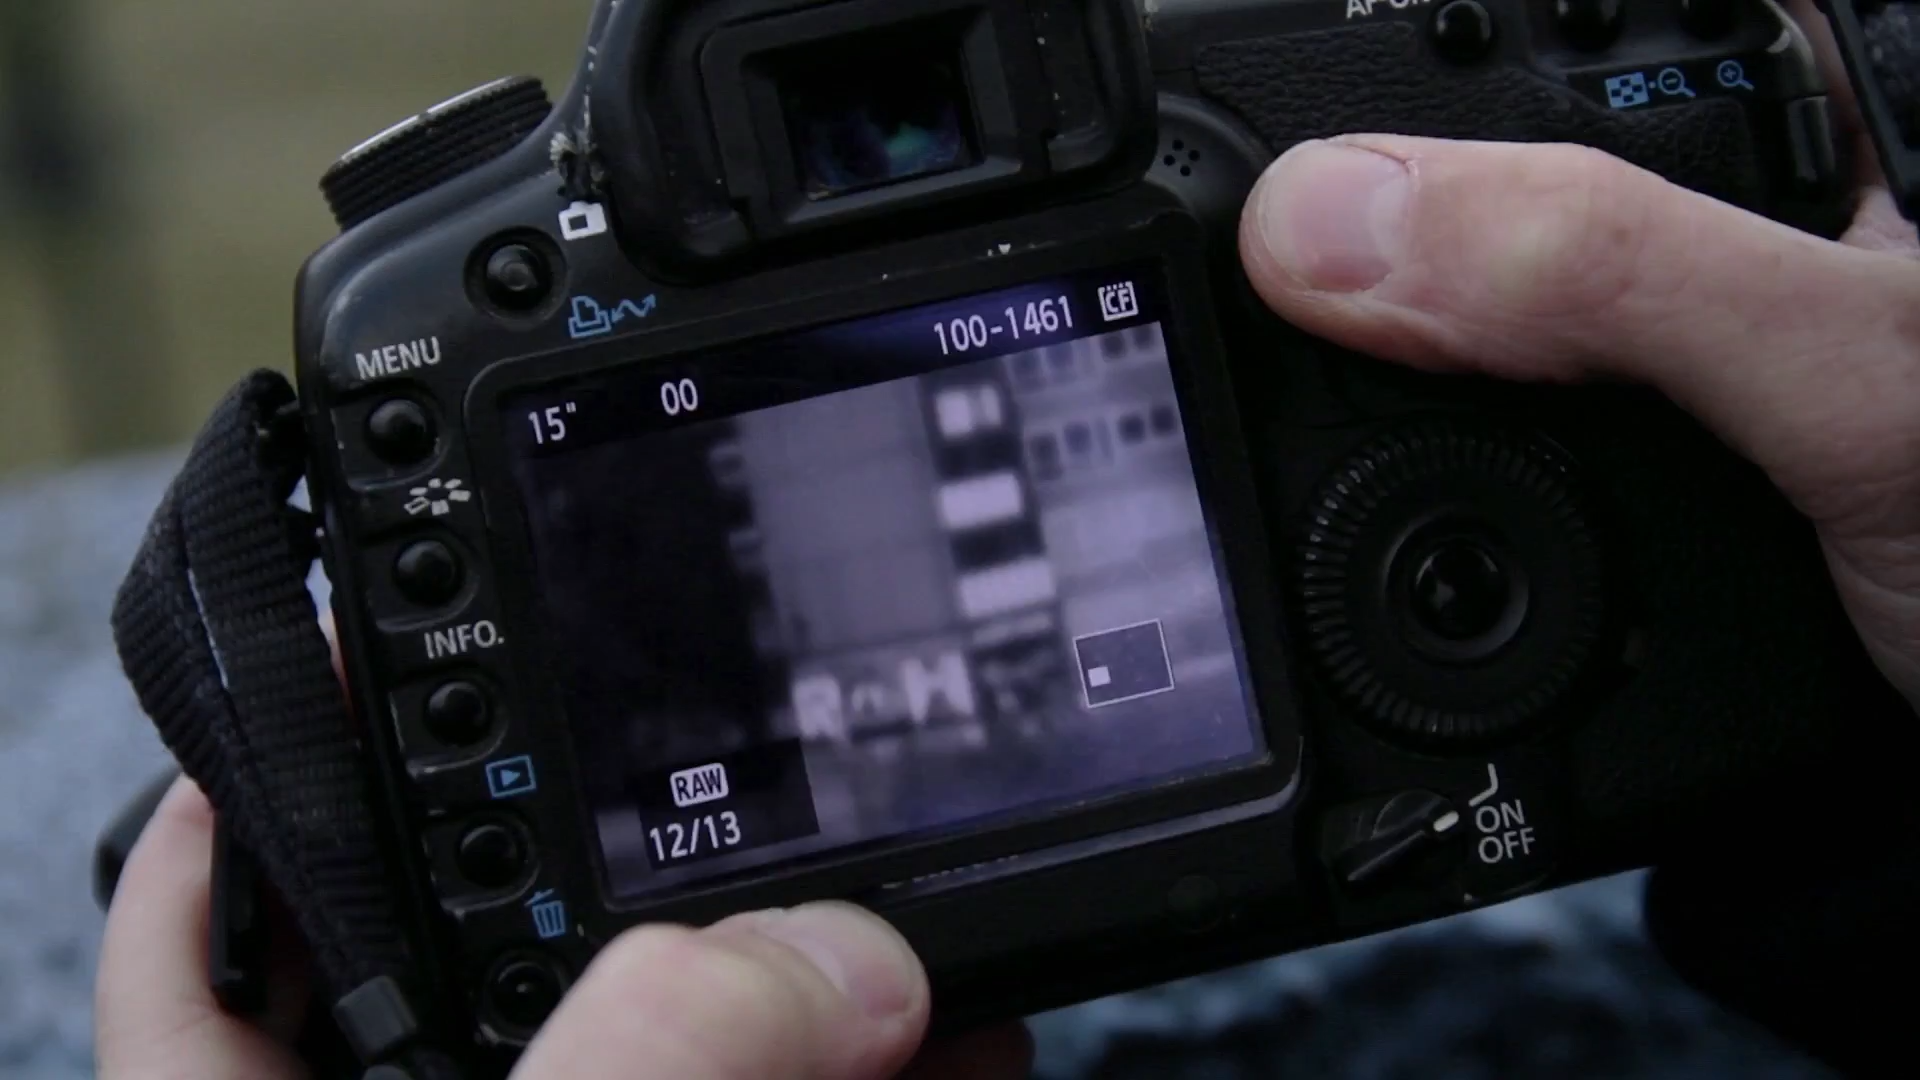 AF-ON
MENU
100-1461 CF
15" 00
INFO.
RAW
12/13
ON
OFF